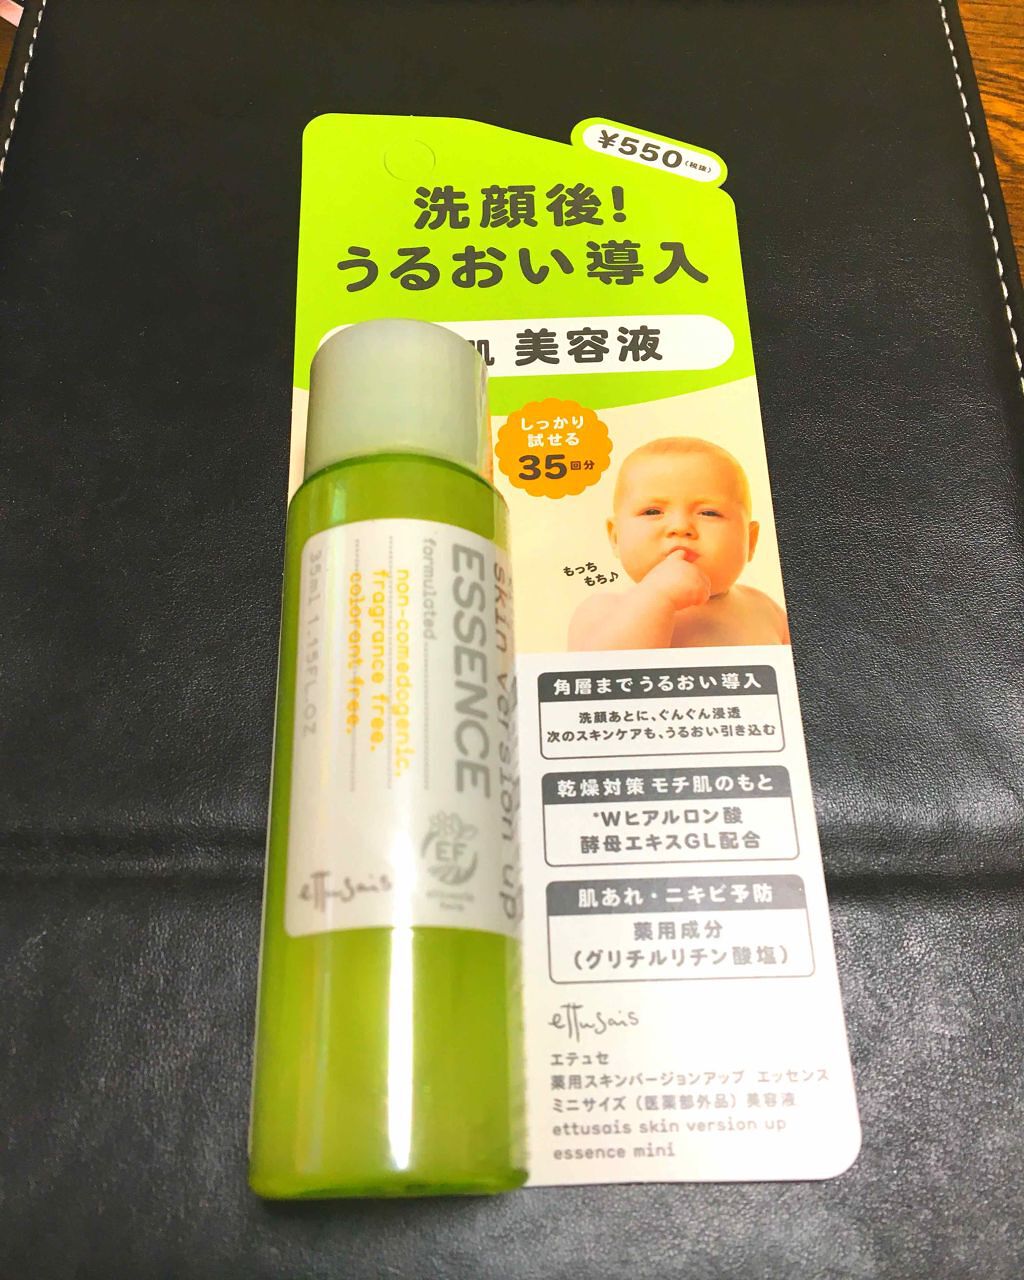 ¥550(税抜)
洗顔後!
うるおい導入
肌 美容液
しっかり
試せる
35回分
もっち
もち♪
角層までうるおい導入
洗顔あとに、ぐんぐん浸透
次のスキンケアも、うるおい引き込む
乾燥対策 モチ肌のもと
*Wヒアルロン酸
酵母エキスGL配合
肌あれ・ニキビ予防
薬用成分
(グリチルリチン酸塩)
ettusais
エテュセ
薬用スキンバージョンアップ エッセンス
ミニサイズ(医薬部外品)美容液
ettusais skin version up
essence mini
skin version up
ESSENCE
formulated
non-comedogenic.
fragrance free.
colorant free.
35ml 1.15FL.OZ
EF
ettusais